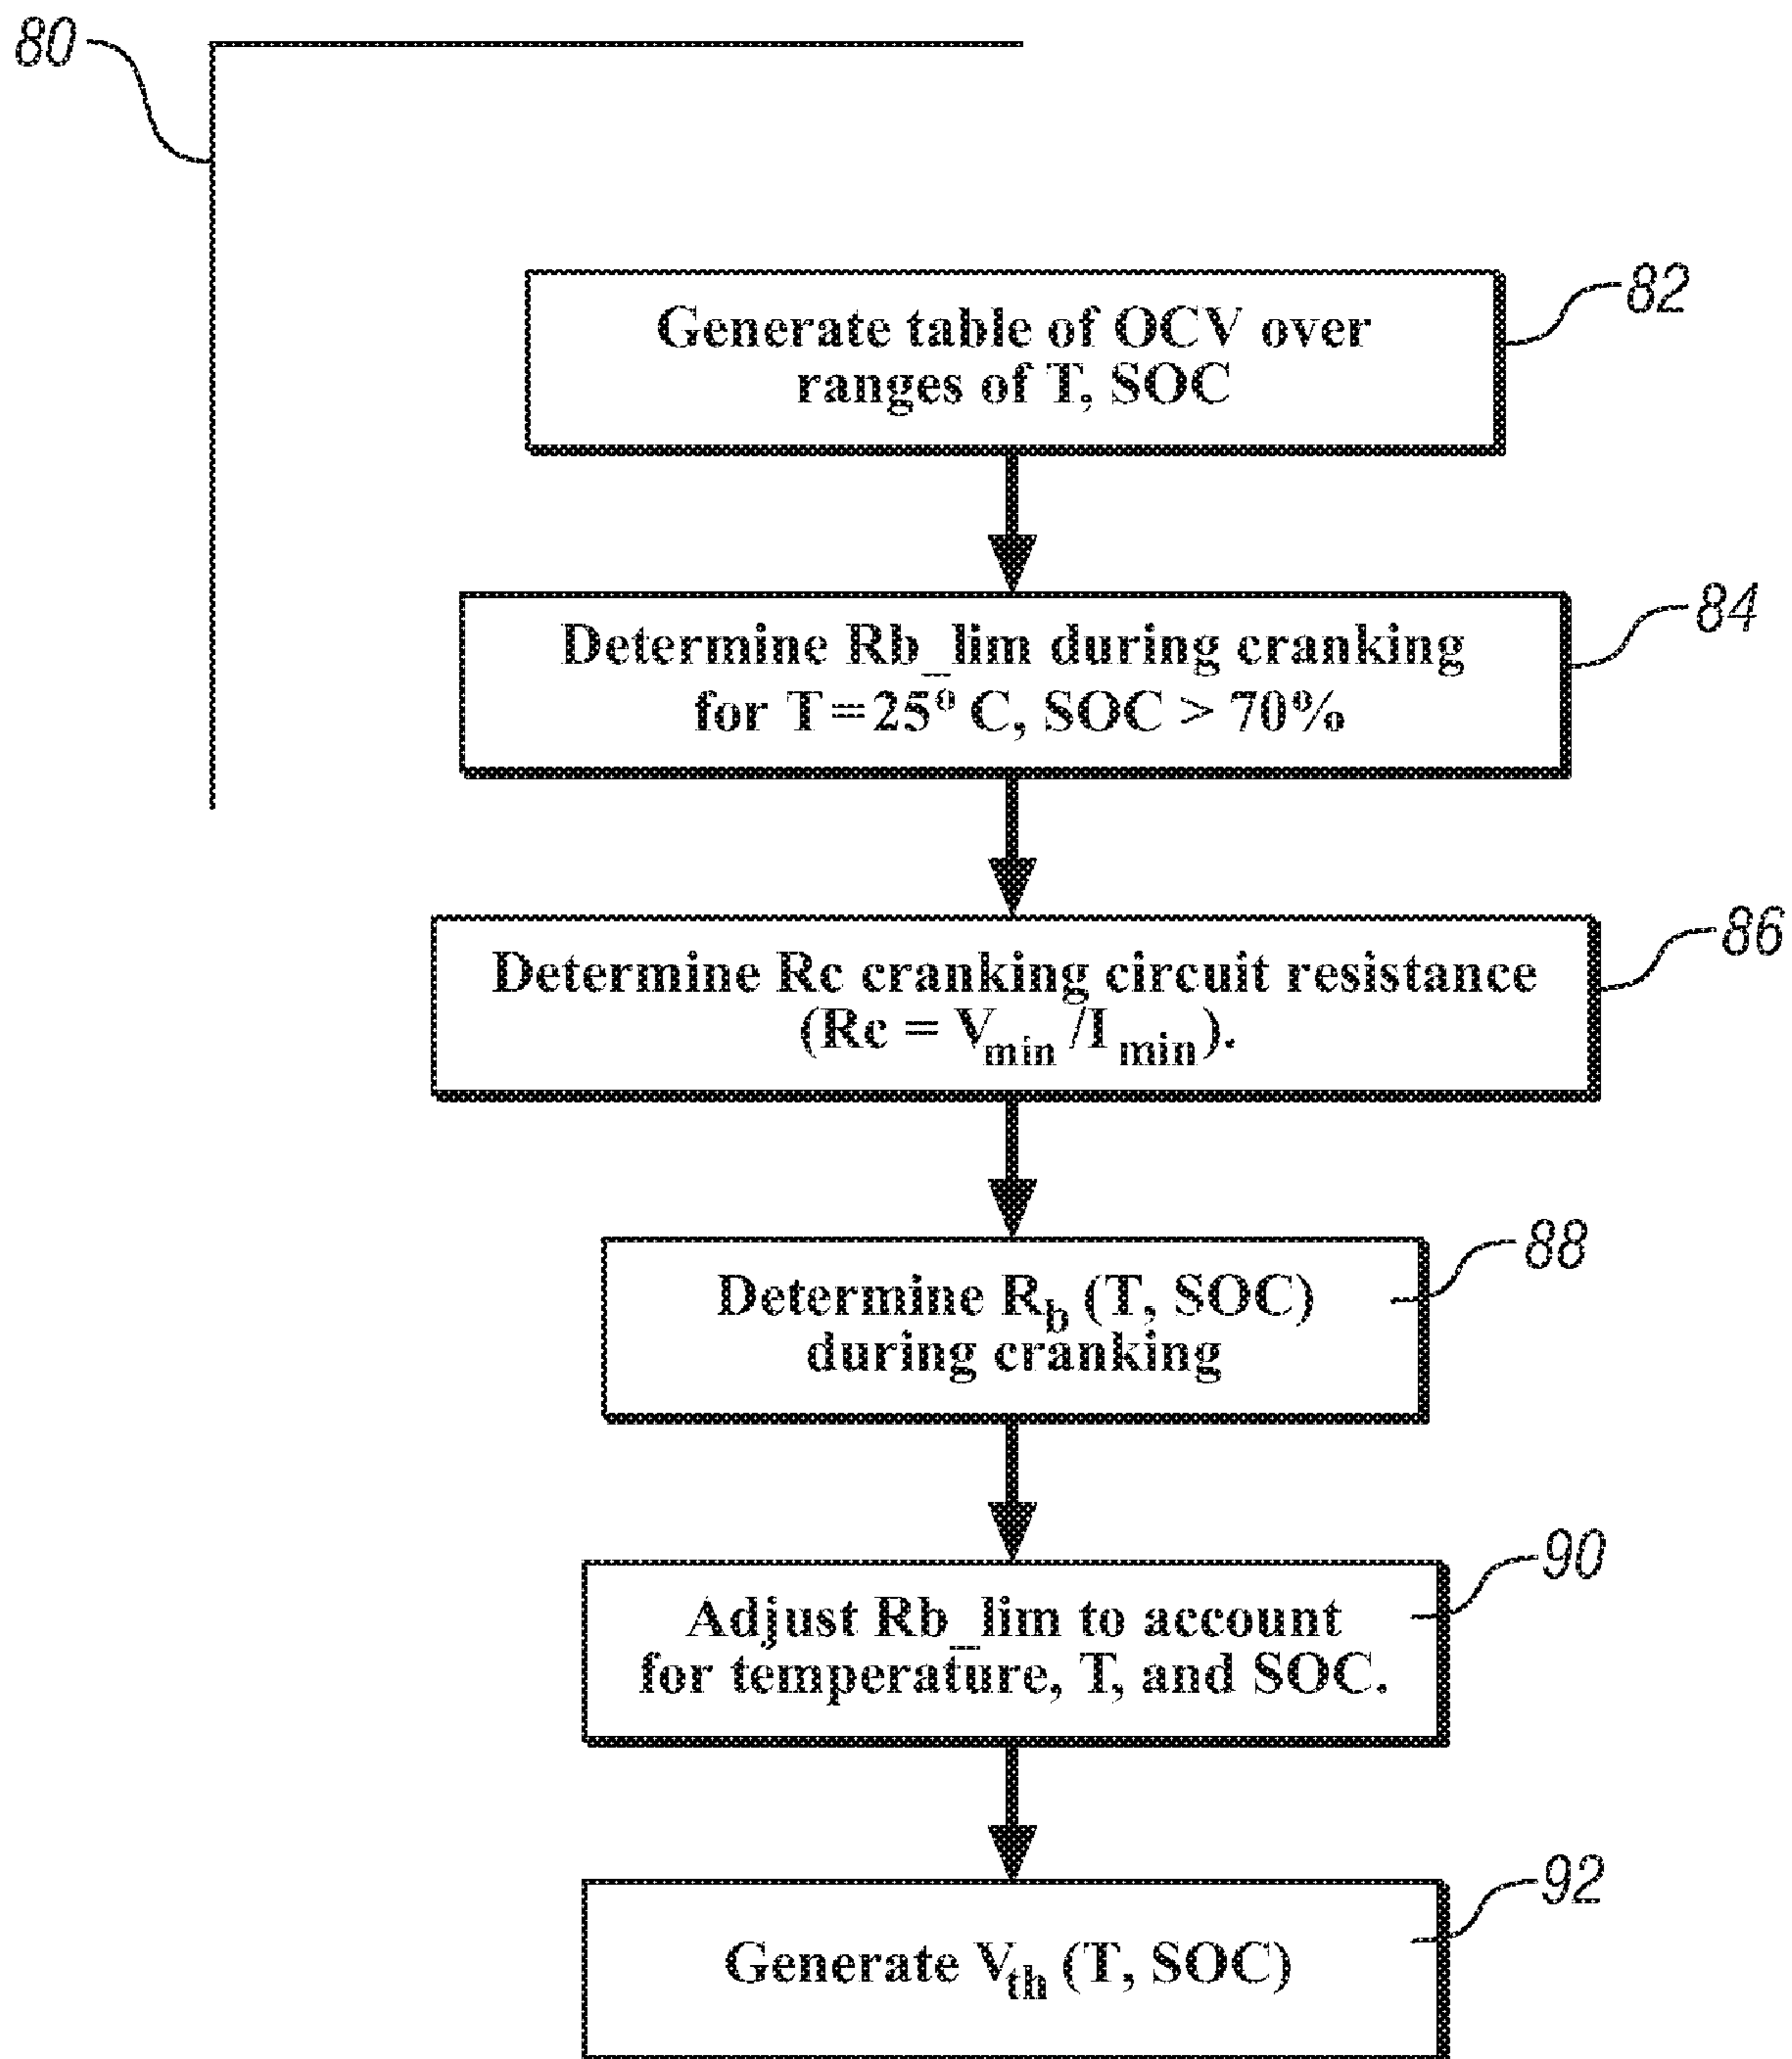 80
82
Generate table of OCV over
ranges of T, SOC
84
Determine Rb_lim during cranking
for T=25⁰ C, SOC > 70%
86
Determine Rc cranking circuit resistance
(Rc = Vmin /Imin).
88
Determine Rb (T, SOC)
during cranking
90
Adjust Rb_lim to account
for temperature, T, and SOC.
92
Generate Vth (T, SOC)